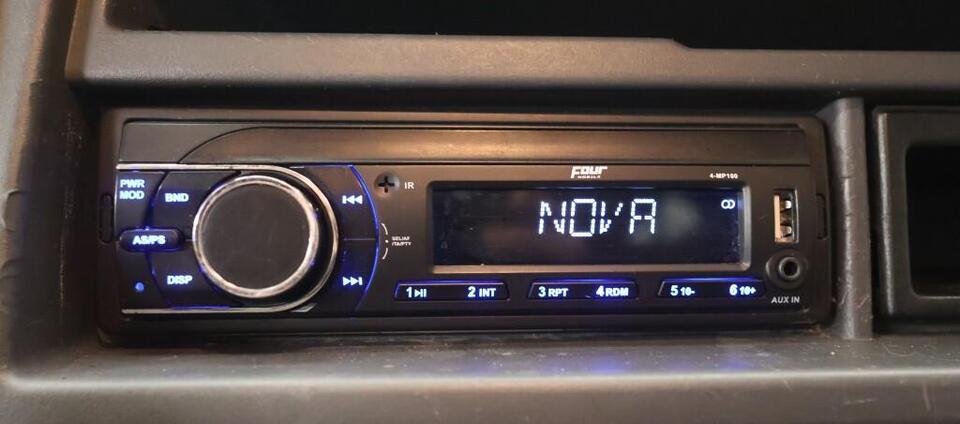 PWR
MOD
BND
AS/PS
DISP
IR
SEL/AF
/TA/PTY
FOUR
MOBILE
4-MP100
NOVA
1 2 INT 3 RPT 4 RDM 5 10- 6 10+
AUX IN